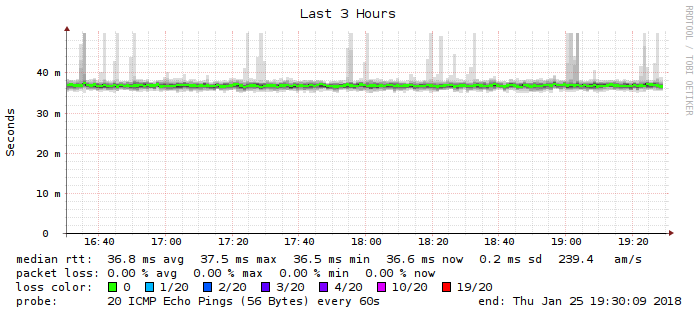 Last 3 Hours
RRDTOOL / TOBI OETIKER
Seconds
40 m
30 m
20 m
10 m
0
16:40 17:00 17:20 17:40 18:00 18:20 18:40 19:00 19:20
median rtt: 36.8 ms avg 37.5 ms max 36.5 ms min 36.6 ms now 0.2 ms sd 239.4 am/s
packet loss: 0.00 % avg 0.00 % max 0.00 % min 0.00 % now
loss color: 0 1/20 2/20 3/20 4/20 10/20 19/20
probe: 20 ICMP Echo Pings (56 Bytes) every 60s end: Thu Jan 25 19:30:09 2018